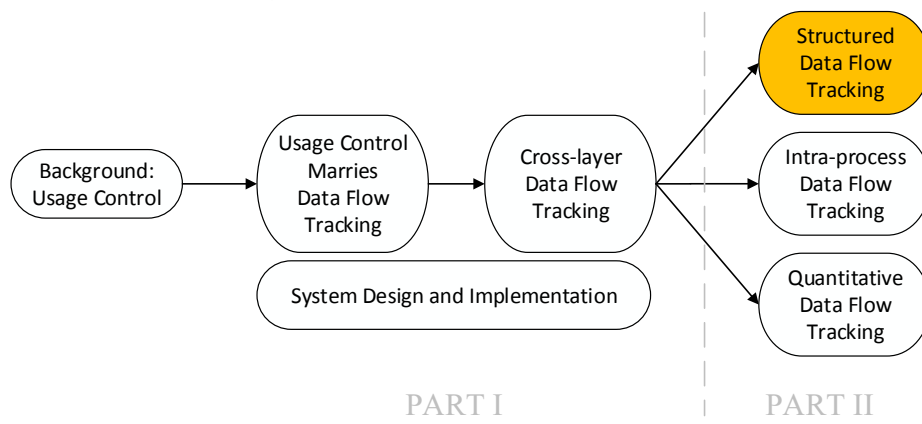 Background:
Usage Control
Usage Control
Marries
Data Flow
Tracking
Cross-layer
Data Flow
Tracking
System Design and Implementation
Structured
Data Flow
Tracking
Intra-process
Data Flow
Tracking
Quantitative
Data Flow
Tracking
PART I
PART II